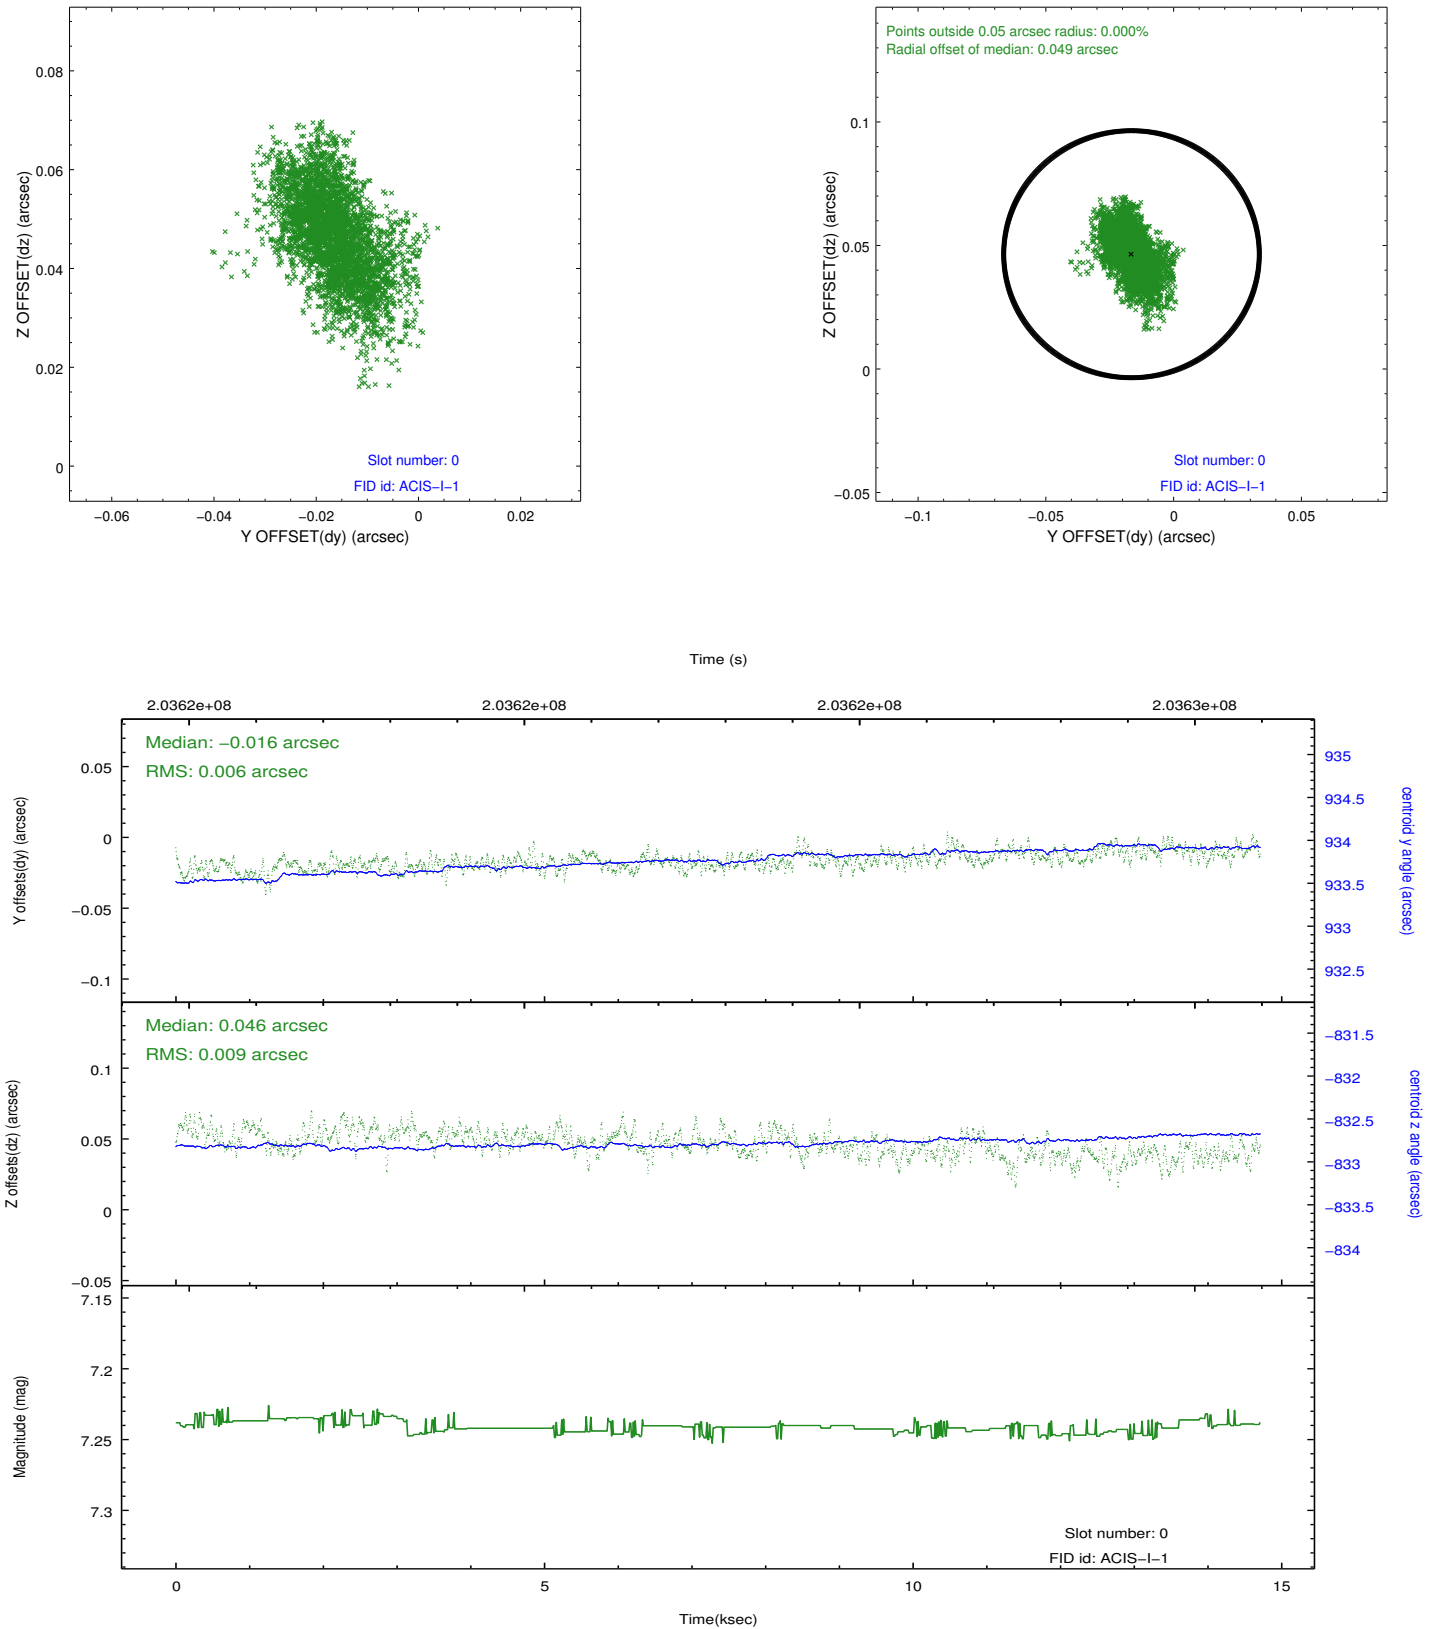 0.08
0.06
0.04
0.02
0
Z OFFSET(dz) (arcsec)
Slot number: 0
FID id: ACIS−I−1
−0.06 −0.04 −0.02 0 0.02
Y OFFSET(dy) (arcsec)
Points outside 0.05 arcsec radius: 0.000%
Radial offset of median: 0.049 arcsec
0.1
0.05
0
−0.05
Z OFFSET(dz) (arcsec)
Slot number: 0
FID id: ACIS−I−1
−0.1 −0.05 0 0.05
Y OFFSET(dy) (arcsec)
Time (s)
2.0362e+08 2.0362e+08 2.0362e+08 2.0363e+08
Median: −0.016 arcsec
RMS: 0.006 arcsec
0.05
0
−0.05
−0.1
Y offsets(dy) (arcsec)
935
934.5
934
933.5
933
932.5
centroid y angle (arcsec)
Median: 0.046 arcsec
RMS: 0.009 arcsec
0.1
0.05
0
−0.05
Z offsets(dz) (arcsec)
−831.5
−832
−832.5
−833
−833.5
−834
centroid z angle (arcsec)
7.15
7.2
7.25
7.3
Magnitude (mag)
Slot number: 0
FID id: ACIS−I−1
0 5 10 15
Time(ksec)